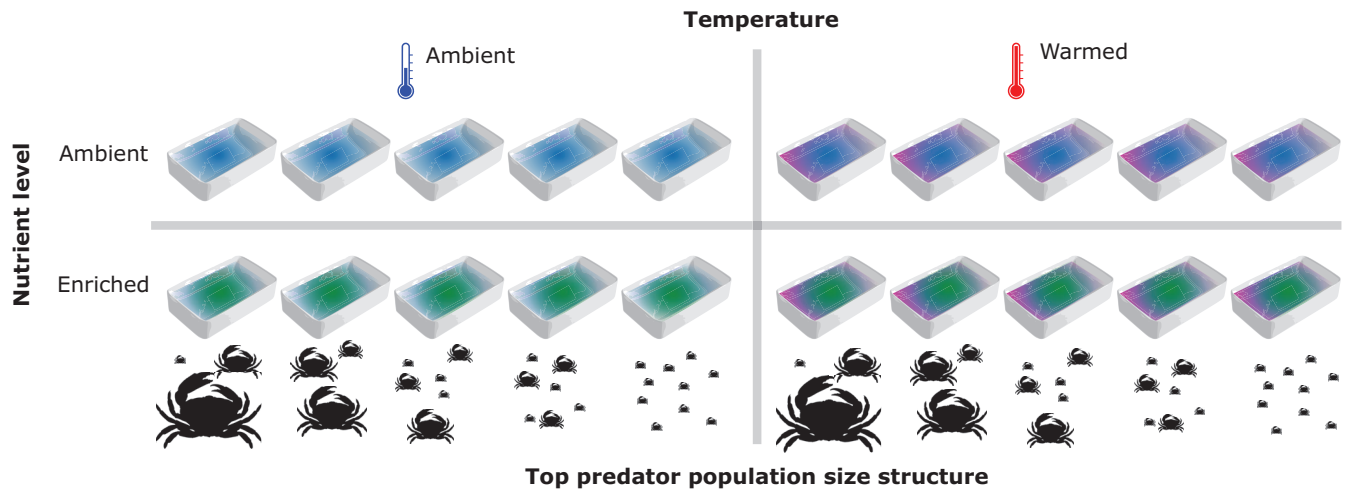 Temperature
Ambient
Warmed
Nutrient level
Ambient
Enriched
Top predator population size structure